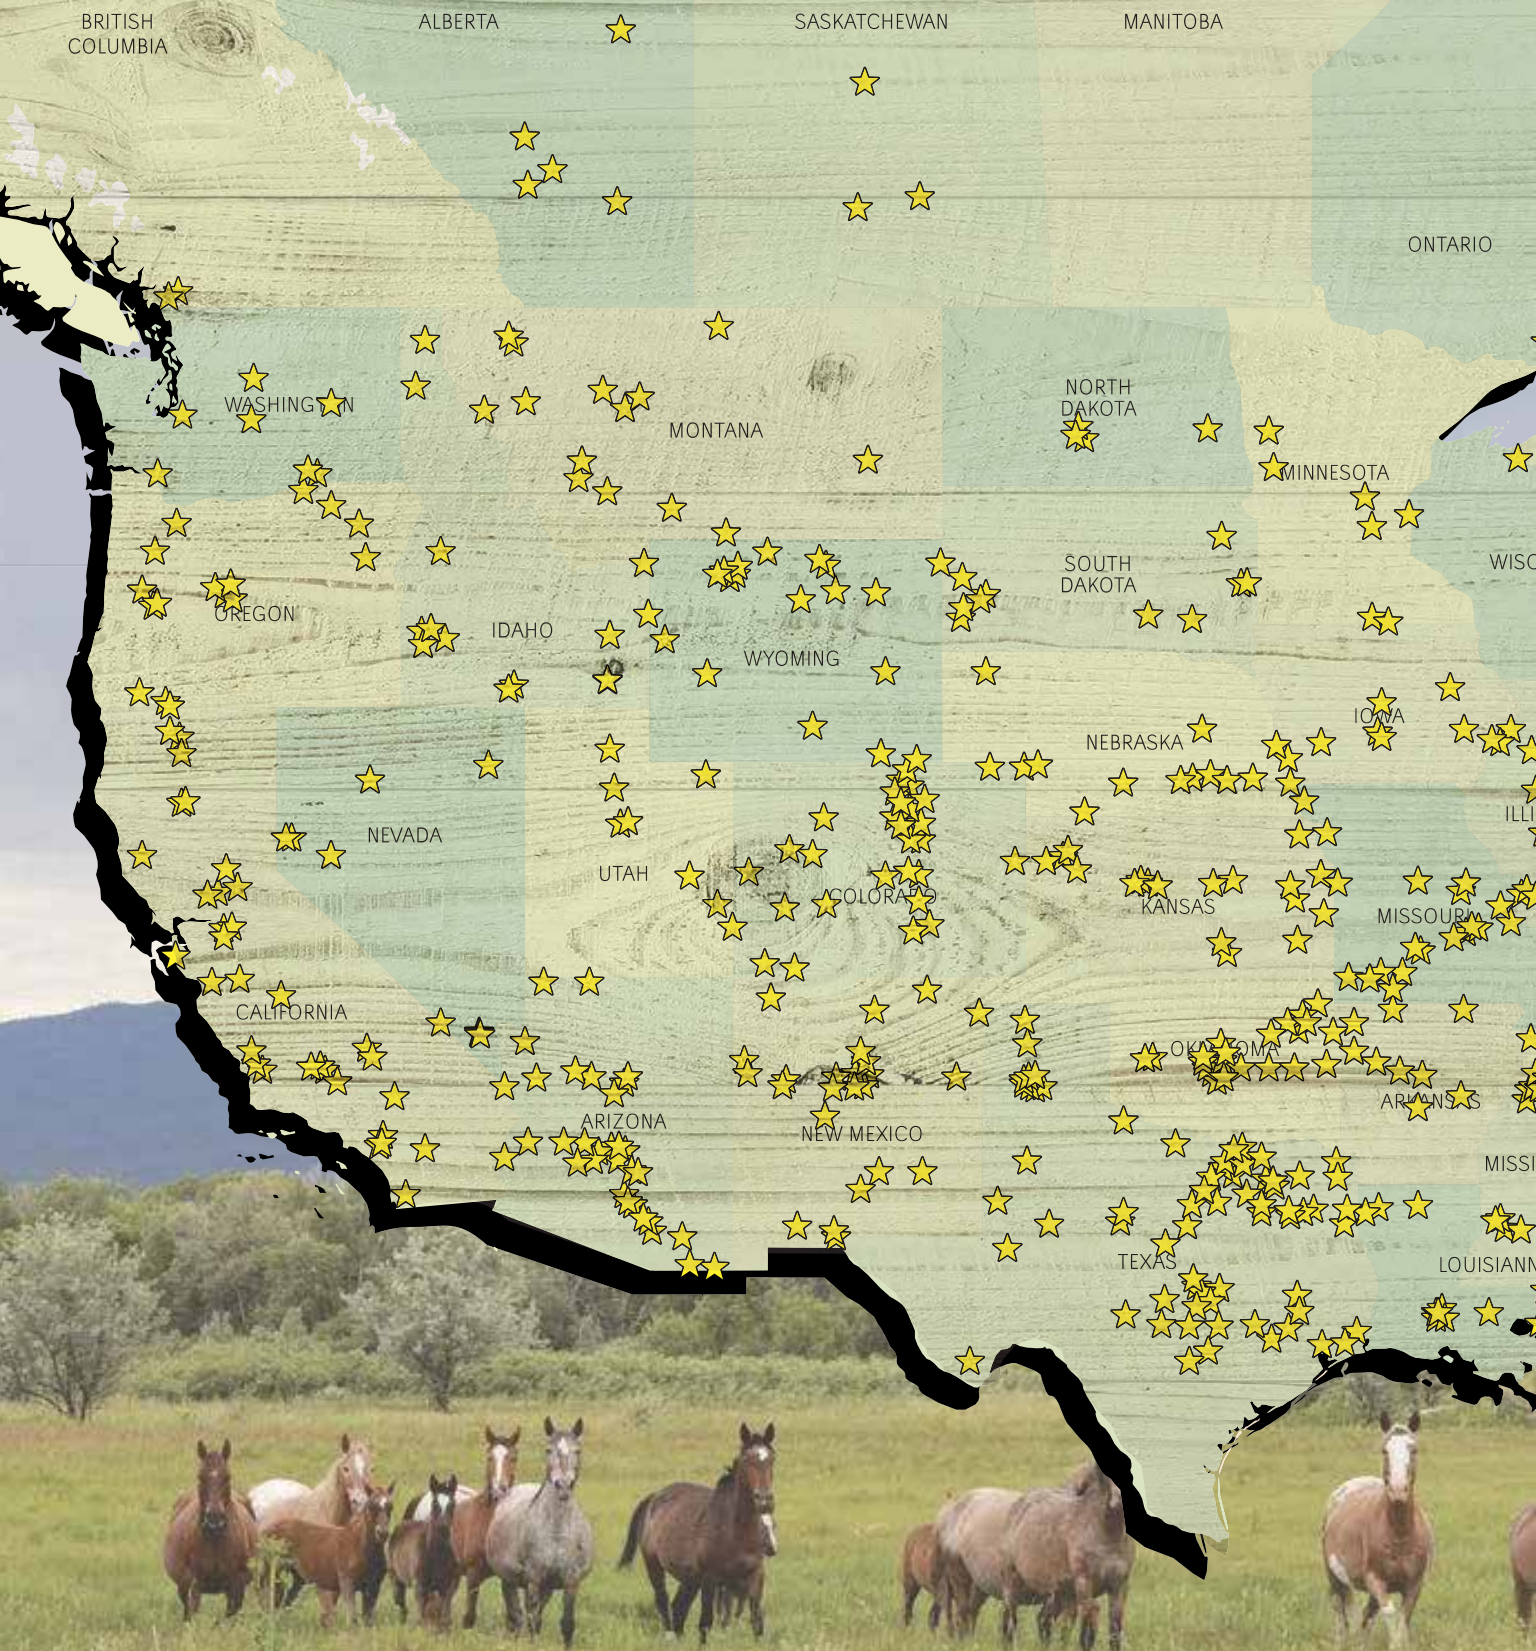 BRITISH
COLUMBIA
ALBERTA
SASKATCHEWAN
MANITOBA
ONTARIO
WASHINGTON
MONTANA
NORTH
DAKOTA
MINNESOTA
OREGON
IDAHO
WYOMING
SOUTH
DAKOTA
WISC
NEBRASKA
IOWA
NEVADA
UTAH
COLORADO
KANSAS
MISSOURI
ILLI
CALIFORNIA
ARIZONA
NEW MEXICO
OKLAHOMA
ARKANSAS
TEXAS
MISSI
LOUISIANN